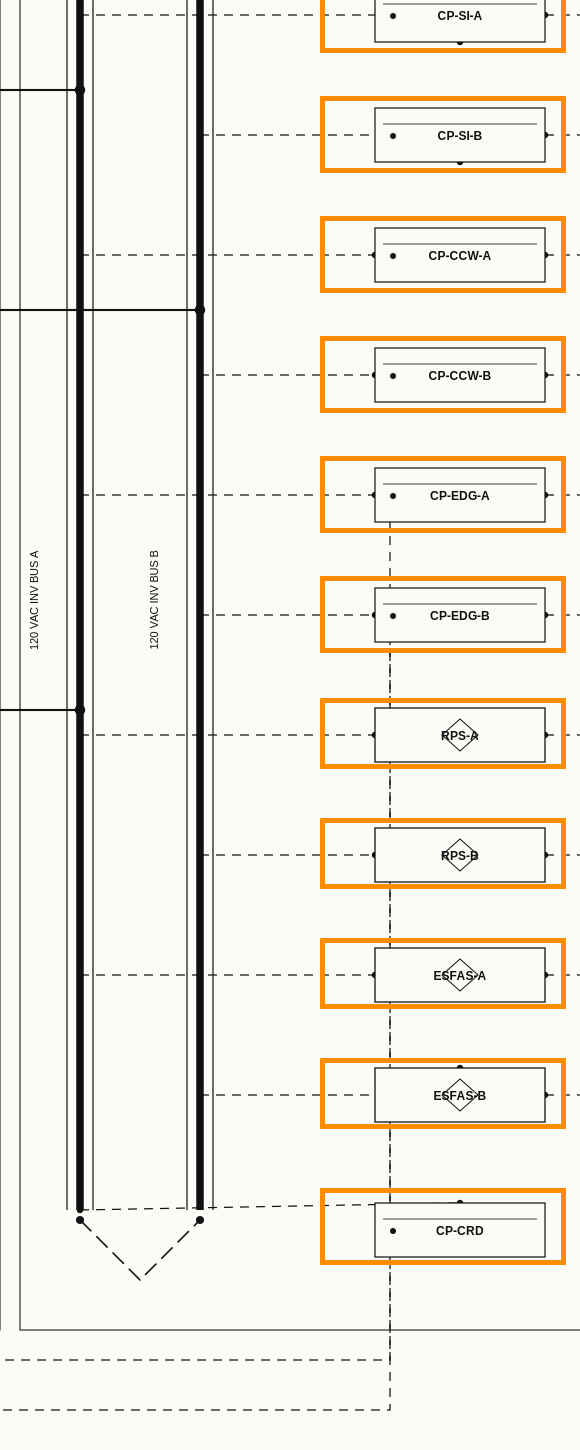 CP-SI-A
CP-SI-B
CP-CCW-A
CP-CCW-B
CP-EDG-A
120 VAC INV BUS A
120 VAC INV BUS B
CP-EDG-B
RPS-A
RPS-B
ESFAS-A
ESFAS-B
CP-CRD